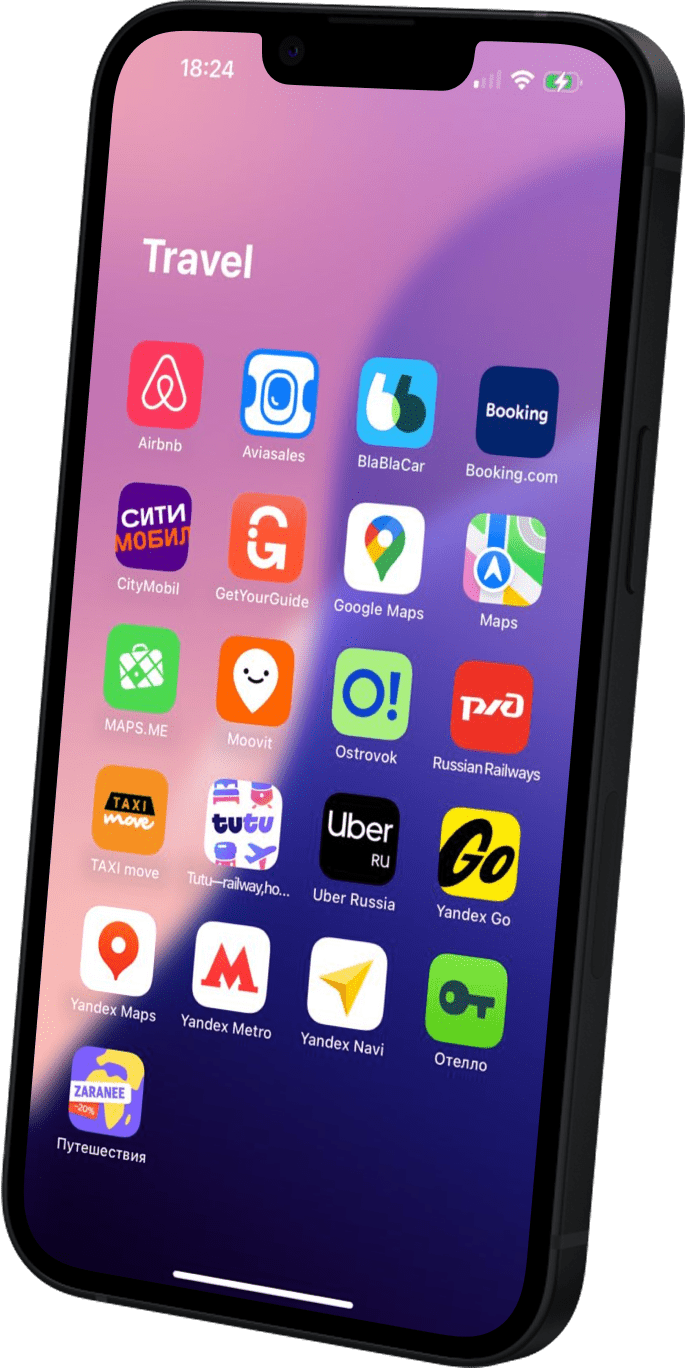 18:24
Travel
Booking
Airbnb
Aviasales
BlaBlaCar
Booking.com
СИТИ
МОБИЛ
G
CityMobil
GetYourGuide
Google Maps
Maps
O!
РЖД
MAPS.ME
Moovit
Ostrovok
Russian Railways
TAXI
move
tutu
Uber
RU
Go
TAXI move
Tutu—railway,ho...
Uber Russia
Yandex Go
М
Yandex Maps
Yandex Metro
Yandex Navi
Отелло
ZARANEE
-20%
Путешествия